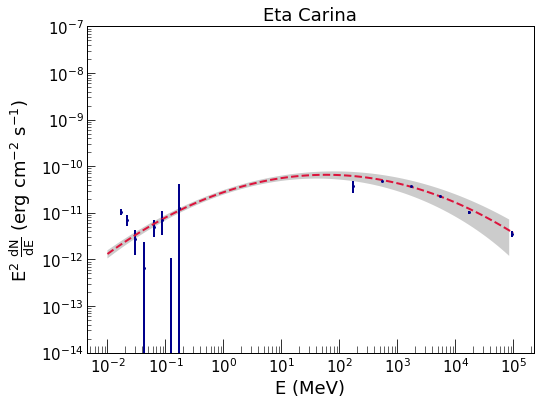 Eta Carina
10⁻⁷
10⁻⁸
10⁻⁹
10⁻¹⁰
10⁻¹¹
10⁻¹²
10⁻¹³
10⁻¹⁴
E² dN/dE (erg cm⁻² s⁻¹)
10⁻² 10⁻¹ 10⁰ 10¹ 10² 10³ 10⁴ 10⁵
E (MeV)